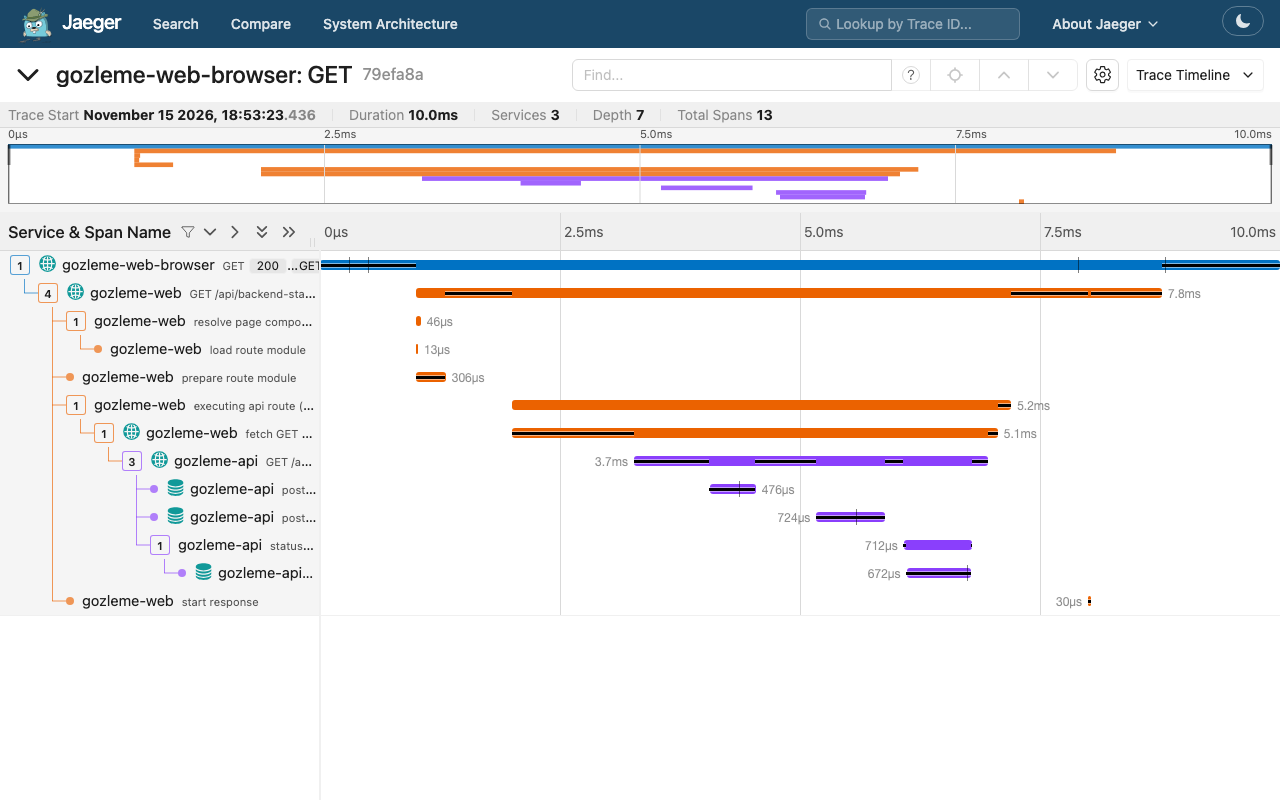 Jaeger Search Compare System Architecture Lookup by Trace ID... About Jaeger
gozleme-web-browser: GET 79efa8a Find... ? Trace Timeline
Trace Start November 15 2026, 18:53:23.436 Duration 10.0ms Services 3 Depth 7 Total Spans 13
0µs 2.5ms 5.0ms 7.5ms 10.0ms
Service & Span Name 0µs 2.5ms 5.0ms 7.5ms 10.0ms
1 gozleme-web-browser GET 200 ...GET
4 gozleme-web GET /api/backend-sta... 7.8ms
1 gozleme-web resolve page compo... 46µs
gozleme-web load route module 13µs
gozleme-web prepare route module 306µs
1 gozleme-web executing api route (... 5.2ms
1 gozleme-web fetch GET ... 5.1ms
3 gozleme-api GET /a... 3.7ms
gozleme-api post... 476µs
gozleme-api post... 724µs
1 gozleme-api status... 712µs
gozleme-api... 672µs
gozleme-web start response 30µs